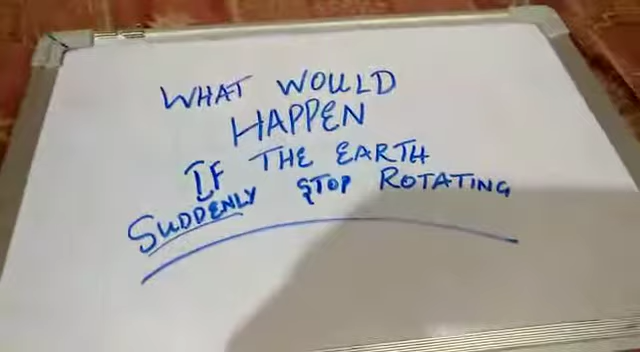 WHAT WOULD
HAPPEN
IF THE EARTH
SUDDENLY STOP ROTATING